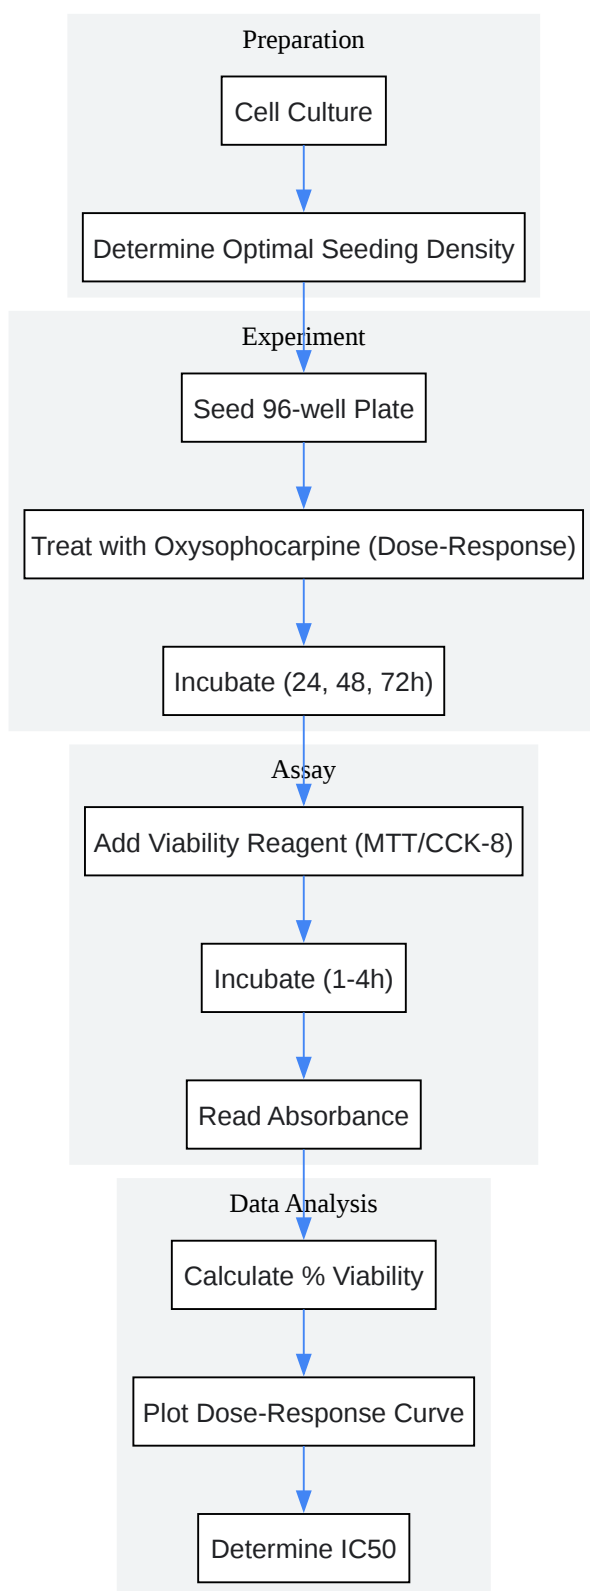 Preparation
Cell Culture
Determine Optimal Seeding Density
Experiment
Seed 96-well Plate
Treat with Oxysophocarpine (Dose-Response)
Incubate (24, 48, 72h)
Assay
Add Viability Reagent (MTT/CCK-8)
Incubate (1-4h)
Read Absorbance
Data Analysis
Calculate % Viability
Plot Dose-Response Curve
Determine IC50